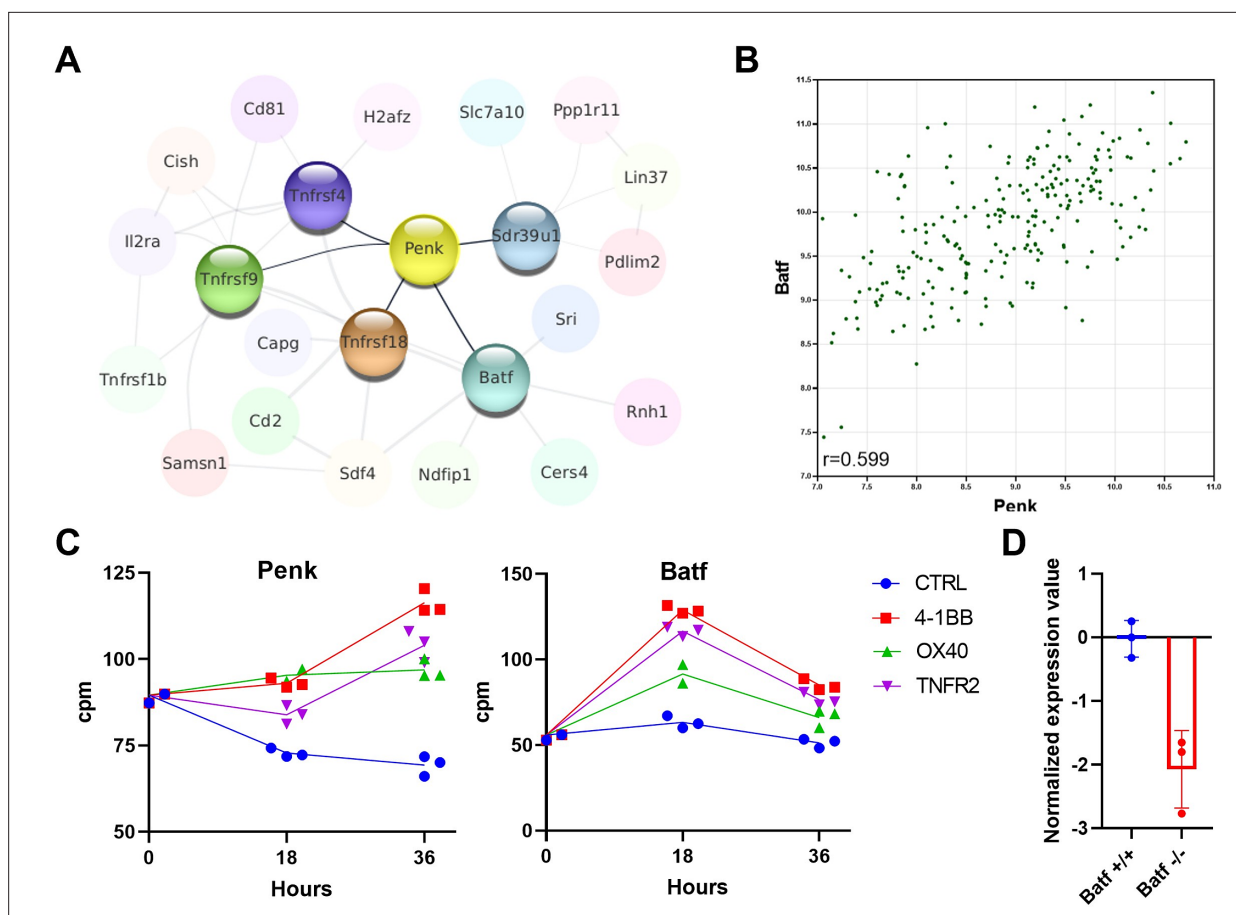 A
Cd81
H2afz
Slc7a10
Ppp1r11
Cish
Tnfrsf4
Lin37
Il2ra
Penk
Sdr39u1
Pdlim2
Tnfrsf9
Sri
Capg
Tnfrsf18
Tnfrsf1b
Batf
Cd2
Rnh1
Samsn1
Sdf4
Ndfip1
Cers4
B
11.5
11.0
10.5
10.0
9.5
9.0
8.5
8.0
7.5
7.0
Batf
r=0.599
7.0 7.5 8.0 8.5 9.0 9.5 10.0 10.5 11.0
Penk
C
Penk
125
100
75
50
cpm
0 18 36
Hours
Batf
150
100
50
0
cpm
0 18 36
Hours
CTRL
4-1BB
OX40
TNFR2
D
Normalized expression value
1
0
-1
-2
-3
Batf +/+
Batf -/-